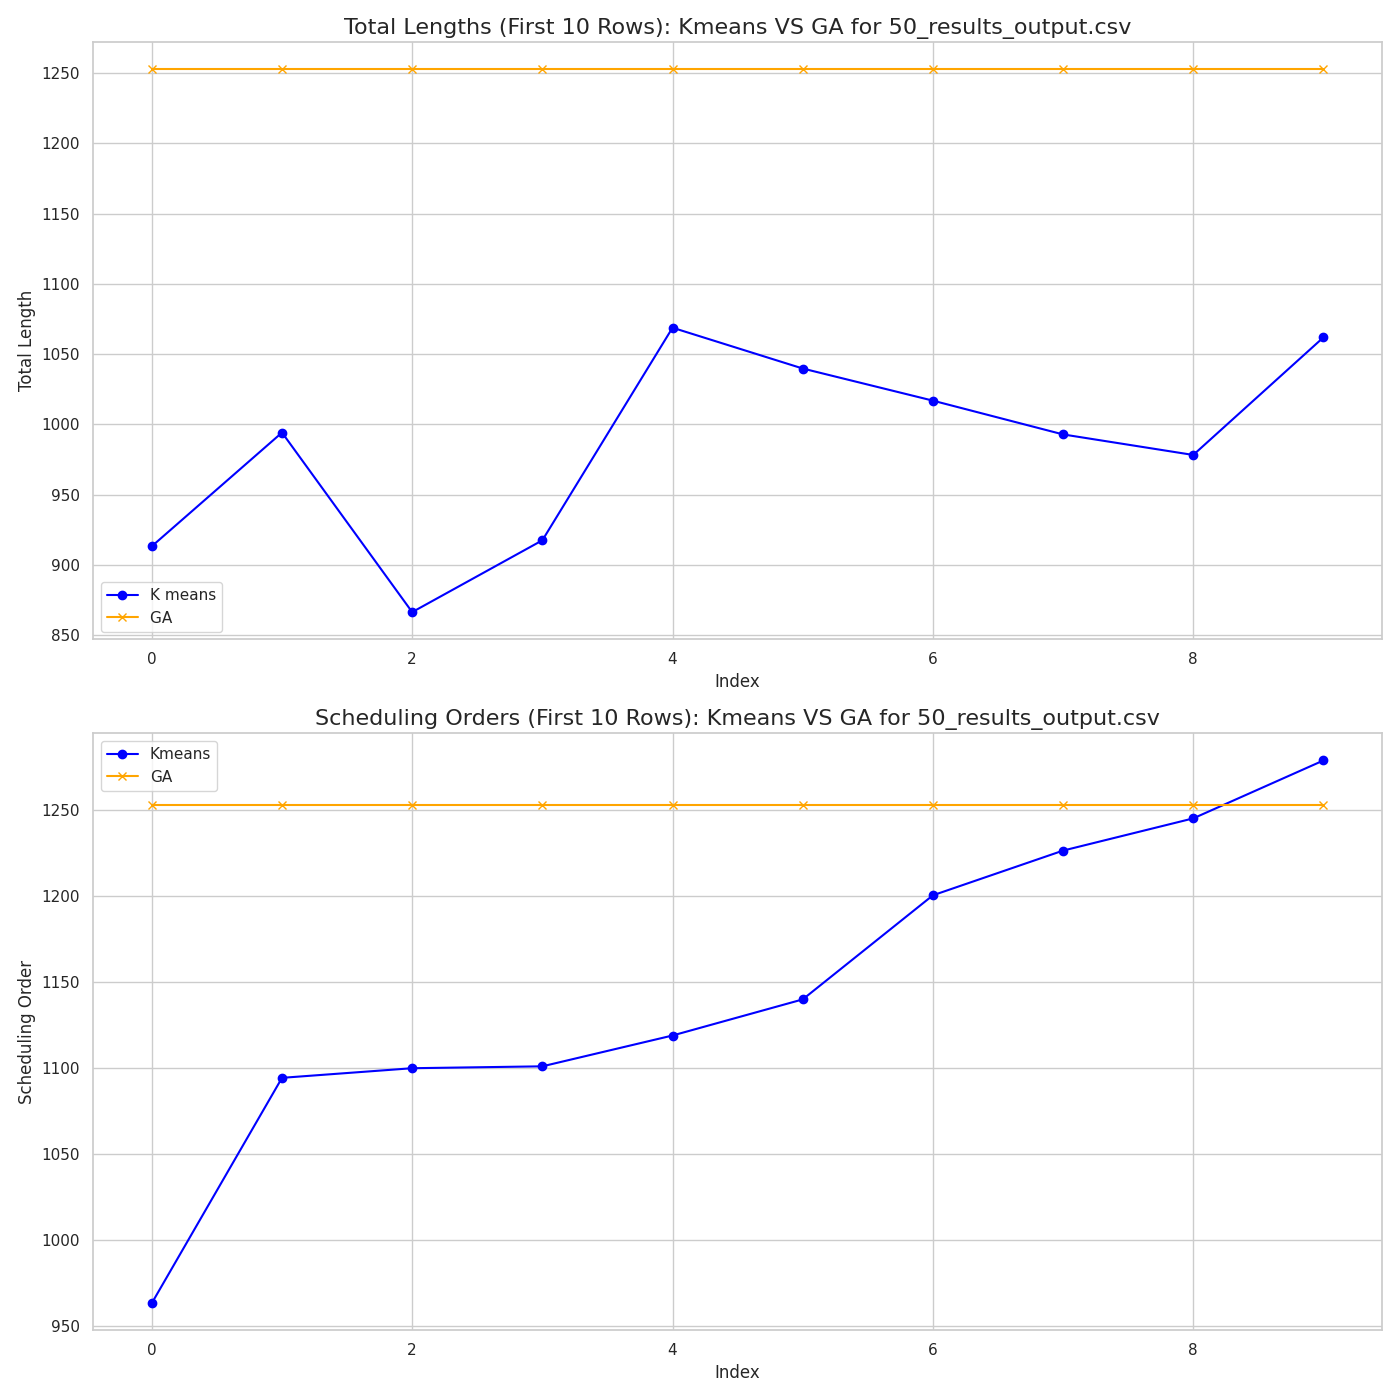 Total Lengths (First 10 Rows): Kmeans VS GA for 50_results_output.csv
1250
1200
1150
1100
1050
1000
950
900
850
Total Length
K means
GA
0 2 4 6 8
Index
Scheduling Orders (First 10 Rows): Kmeans VS GA for 50_results_output.csv
Kmeans
GA
1250
1200
1150
1100
1050
1000
950
Scheduling Order
0 2 4 6 8
Index